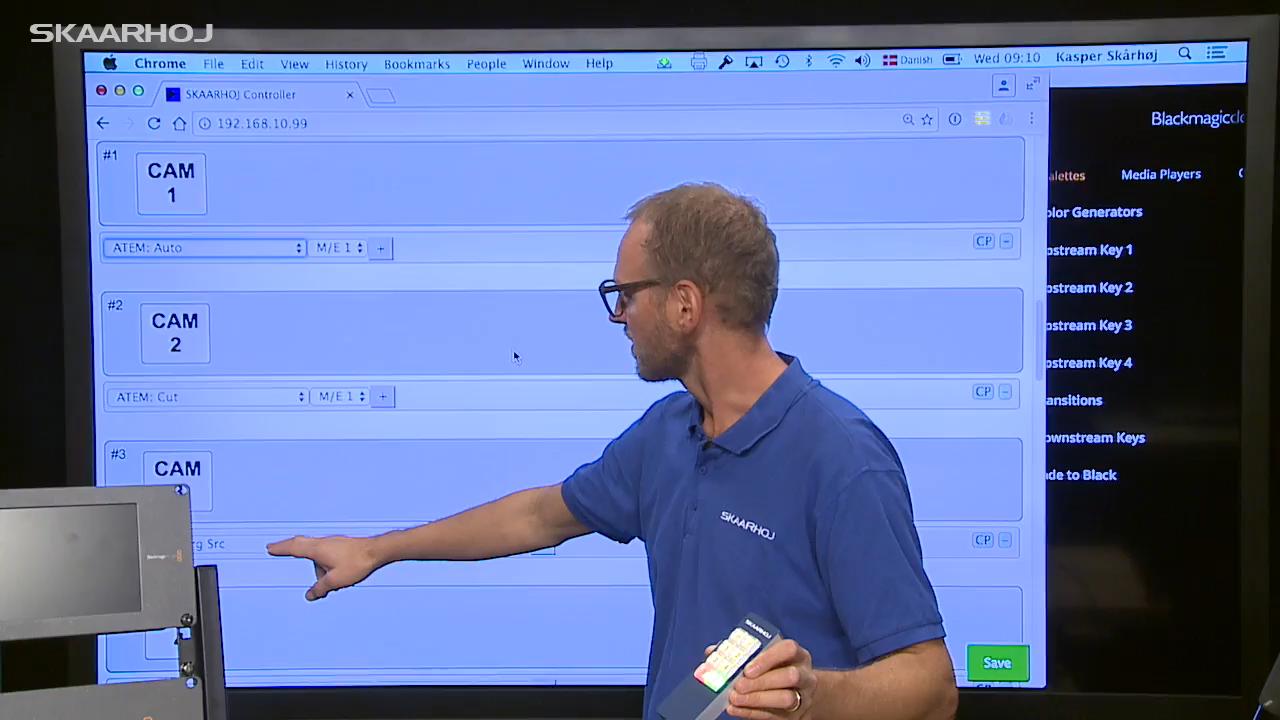 SKAARHOJ
Chrome File Edit View History Bookmarks People Window Help Danish Wed 09:10 Kasper Skårhøj
SKAARHOJ Controller
192.168.10.99
#1
CAM
1
ATEM: Auto M/E 1 + CP −
#2
CAM
2
ATEM: Cut M/E 1 + CP −
#3
CAM
rg Src CP −
Save
Blackmagicde
alettes Media Players
olor Generators
pstream Key 1
pstream Key 2
pstream Key 3
pstream Key 4
ansitions
ownstream Keys
de to Black
SKAARHOJ
SKAARHOJ